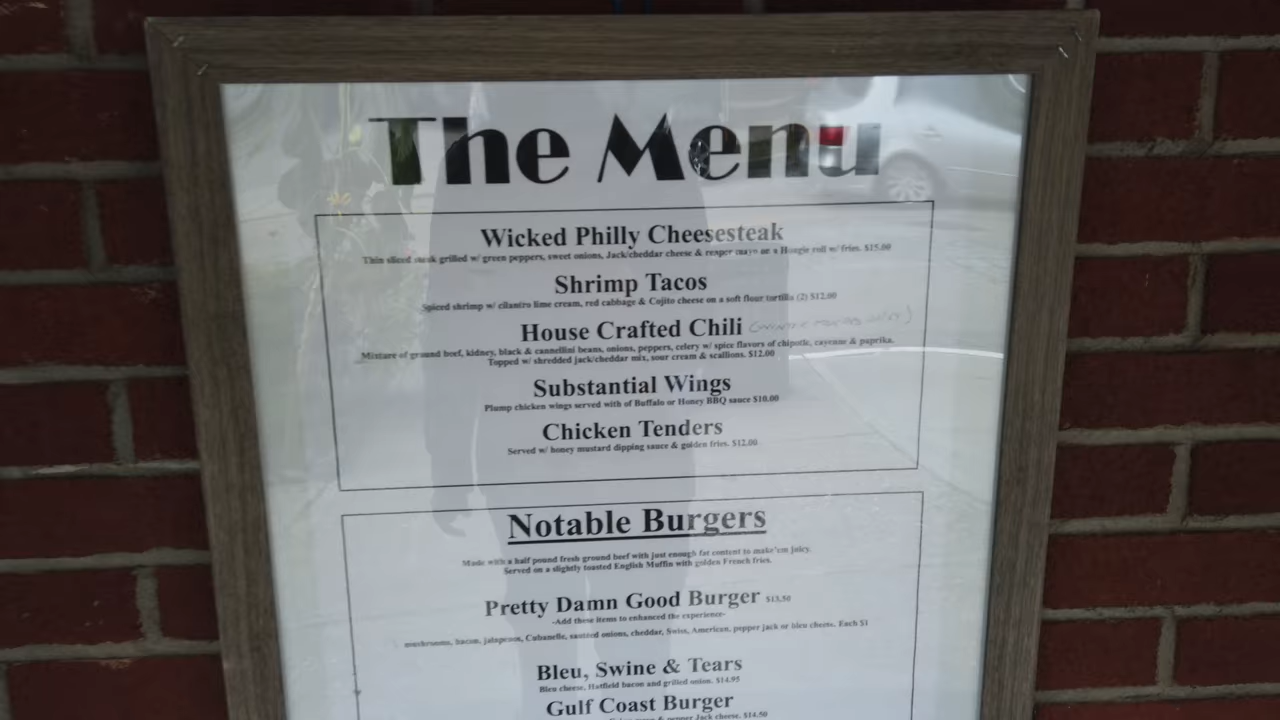 The Menu
Wicked Philly Cheesesteak
Thin sliced steak grilled w/ green peppers, sweet onions, Jack/cheddar cheese & reaper mayo on a Hoagie roll w/ fries. $15.00
Shrimp Tacos
Spiced shrimp w/ cilantro lime cream, red cabbage & Cojito cheese on a soft flour tortilla (2) $12.00
House Crafted Chili
Mixture of ground beef, kidney, black & cannellini beans, onions, peppers, celery w/ spice flavors of chipotle, cayenne & paprika.
Topped w/ shredded jack/cheddar mix, sour cream & scallions. $12.00
Substantial Wings
Plump chicken wings served with of Buffalo or Honey BBQ sauce $10.00
Chicken Tenders
Served w/ honey mustard dipping sauce & golden fries. $12.00
Notable Burgers
Made with a half pound fresh ground beef with just enough fat content to make'em juicy.
Served on a slightly toasted English Muffin with golden French fries.
Pretty Damn Good Burger $13.50
-Add these items to enhanced the experience-
mushrooms, bacon, jalapenos, Cubanelle, sauteed onions, cheddar, Swiss, American, pepper jack or bleu cheese. Each $1
Bleu, Swine & Tears
Bleu cheese, Hatfield bacon and grilled onion. $14.95
Gulf Coast Burger
& pepper Jack cheese. $14.50